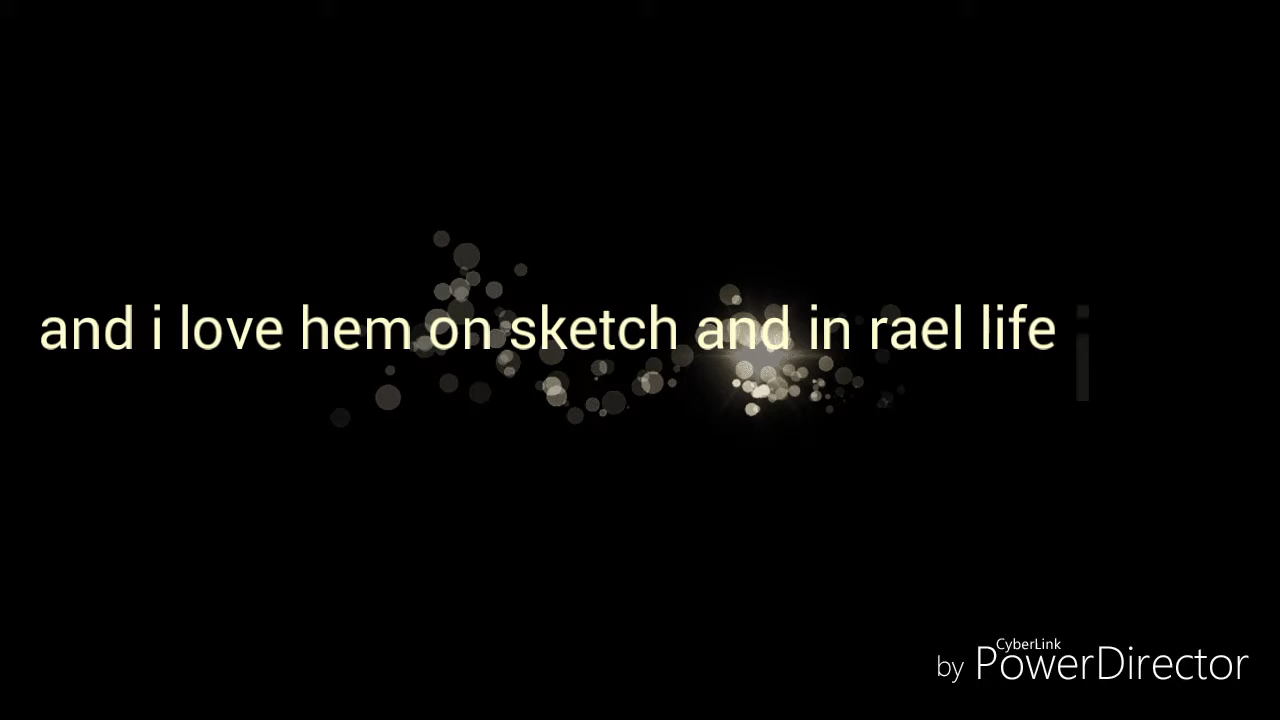 and i love hem on sketch and in rael life i
CyberLink
by PowerDirector